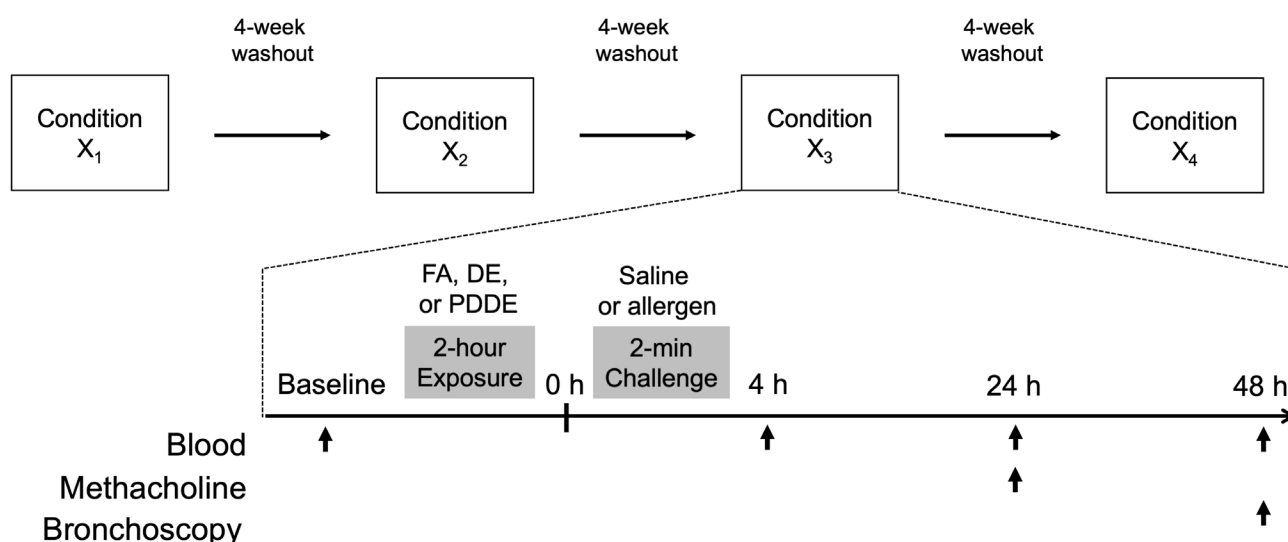 4-week
washout
4-week
washout
4-week
washout
Condition
X₁
Condition
X₂
Condition
X₃
Condition
X₄
FA, DE,
or PDDE
Saline
or allergen
2-hour
Exposure
2-min
Challenge
Baseline 0 h 4 h 24 h 48 h
Blood
Methacholine
Bronchoscopy